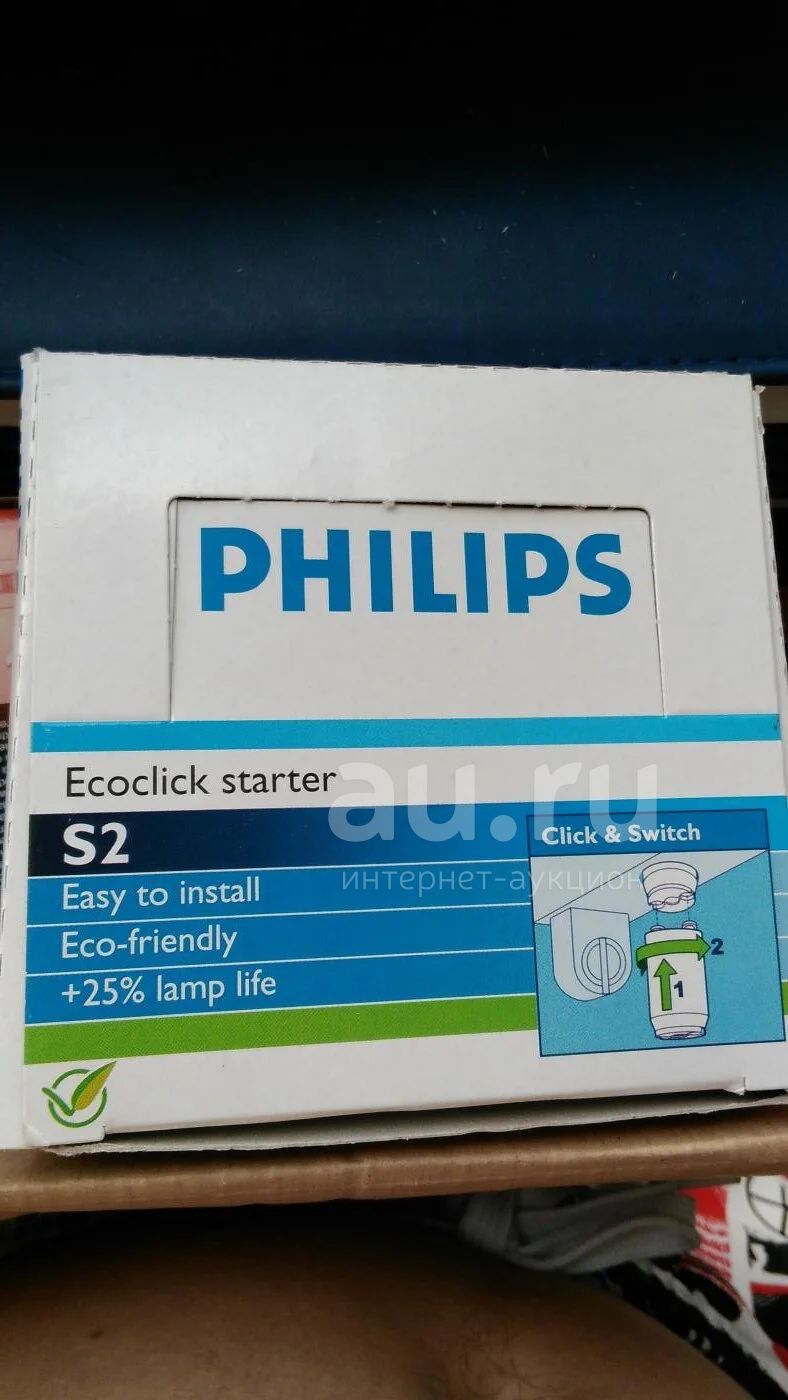 PHILIPS
Ecoclick starter
S2
Easy to install
Eco-friendly
+25% lamp life
Click & Switch
2
1
au.ru
интернет-аукцион